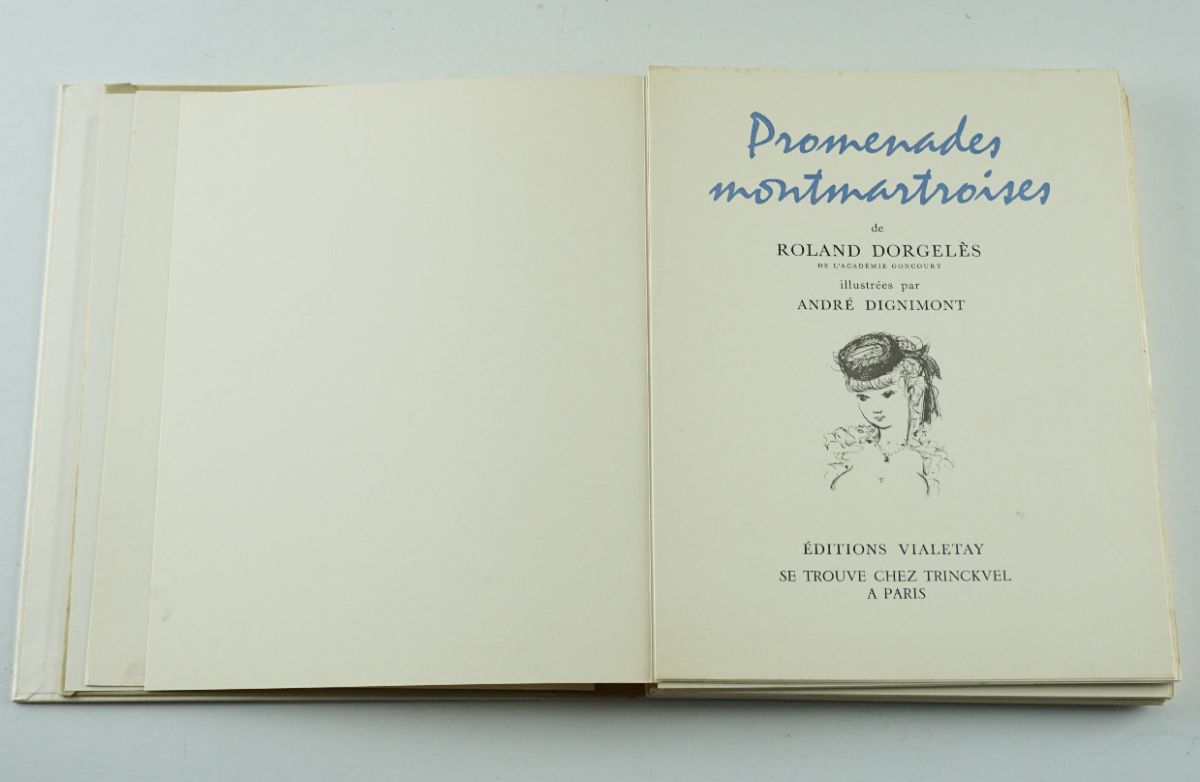 Promenades
montmartroises
de
ROLAND DORGELÈS
DE L'ACADÉMIE GONCOURT
illustrées par
ANDRÉ DIGNIMONT
ÉDITIONS VIALETAY
SE TROUVE CHEZ TRINCKVEL
A PARIS